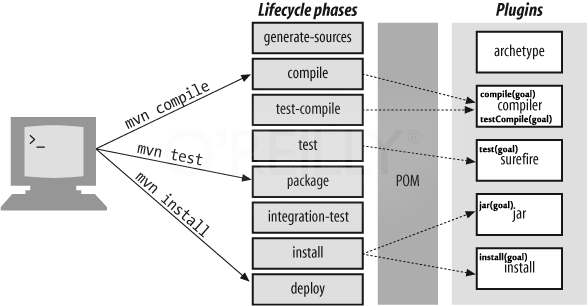 Lifecycle phases
Plugins
generate-sources
compile
test-compile
test
package
integration-test
install
deploy
mvn compile
mvn test
mvn install
>_
POM
archetype
compile(goal)
compiler
testCompile(goal)
test(goal)
surefire
jar(goal)
jar
install(goal)
install
O'REILLY®